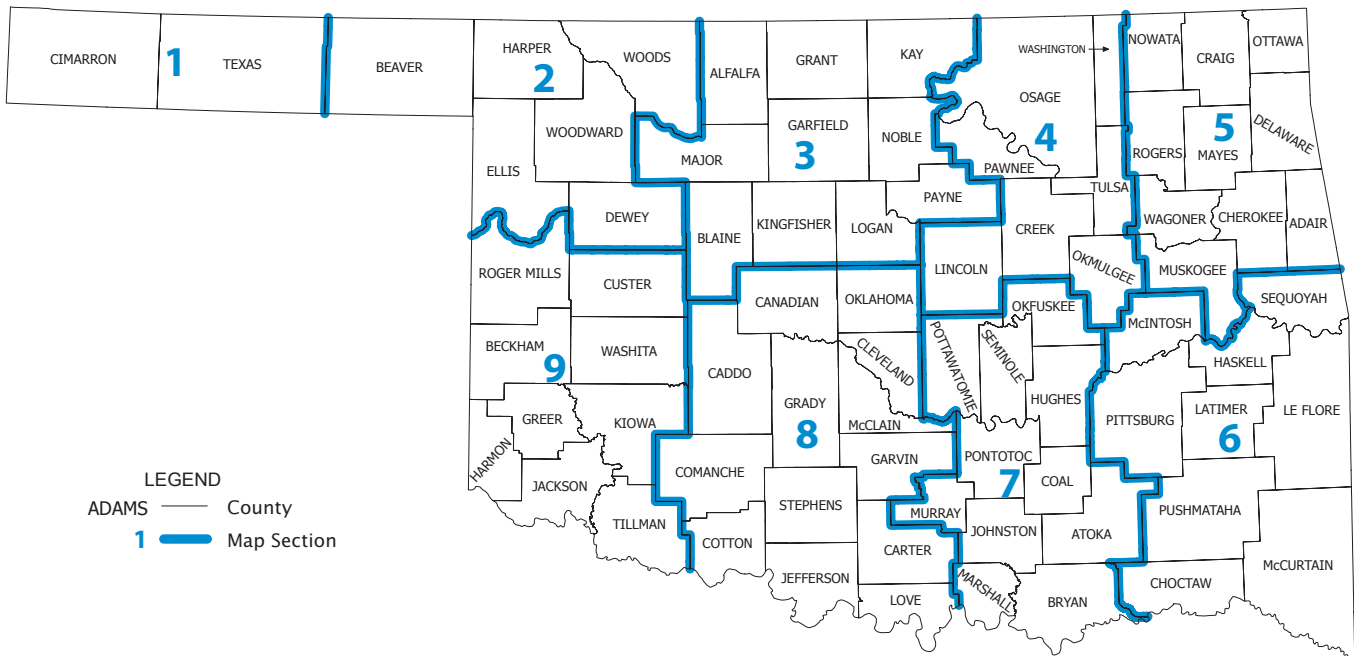 CIMARRON
1
TEXAS
BEAVER
HARPER
2
WOODS
ALFALFA
GRANT
KAY
WASHINGTON
NOWATA
CRAIG
OTTAWA
OSAGE
4
WOODWARD
GARFIELD
3
NOBLE
MAJOR
ELLIS
PAWNEE
ROGERS
5
MAYES
DELAWARE
DEWEY
BLAINE
KINGFISHER
LOGAN
PAYNE
CREEK
TULSA
WAGONER
CHEROKEE
ADAIR
ROGER MILLS
CUSTER
CANADIAN
OKLAHOMA
LINCOLN
OKMULGEE
MUSKOGEE
SEQUOYAH
OKFUSKEE
McINTOSH
BECKHAM
9
WASHITA
CADDO
CLEVELAND
POTTAWATOMIE
SEMINOLE
HUGHES
HASKELL
PITTSBURG
LATIMER
6
LE FLORE
GREER
KIOWA
GRADY
8
McCLAIN
HARMON
JACKSON
COMANCHE
GARVIN
PONTOTOC
7
COAL
TILLMAN
STEPHENS
MURRAY
JOHNSTON
ATOKA
PUSHMATAHA
COTTON
CARTER
JEFFERSON
LOVE
MARSHALL
BRYAN
CHOCTAW
McCURTAIN
LEGEND
ADAMS County
1 Map Section